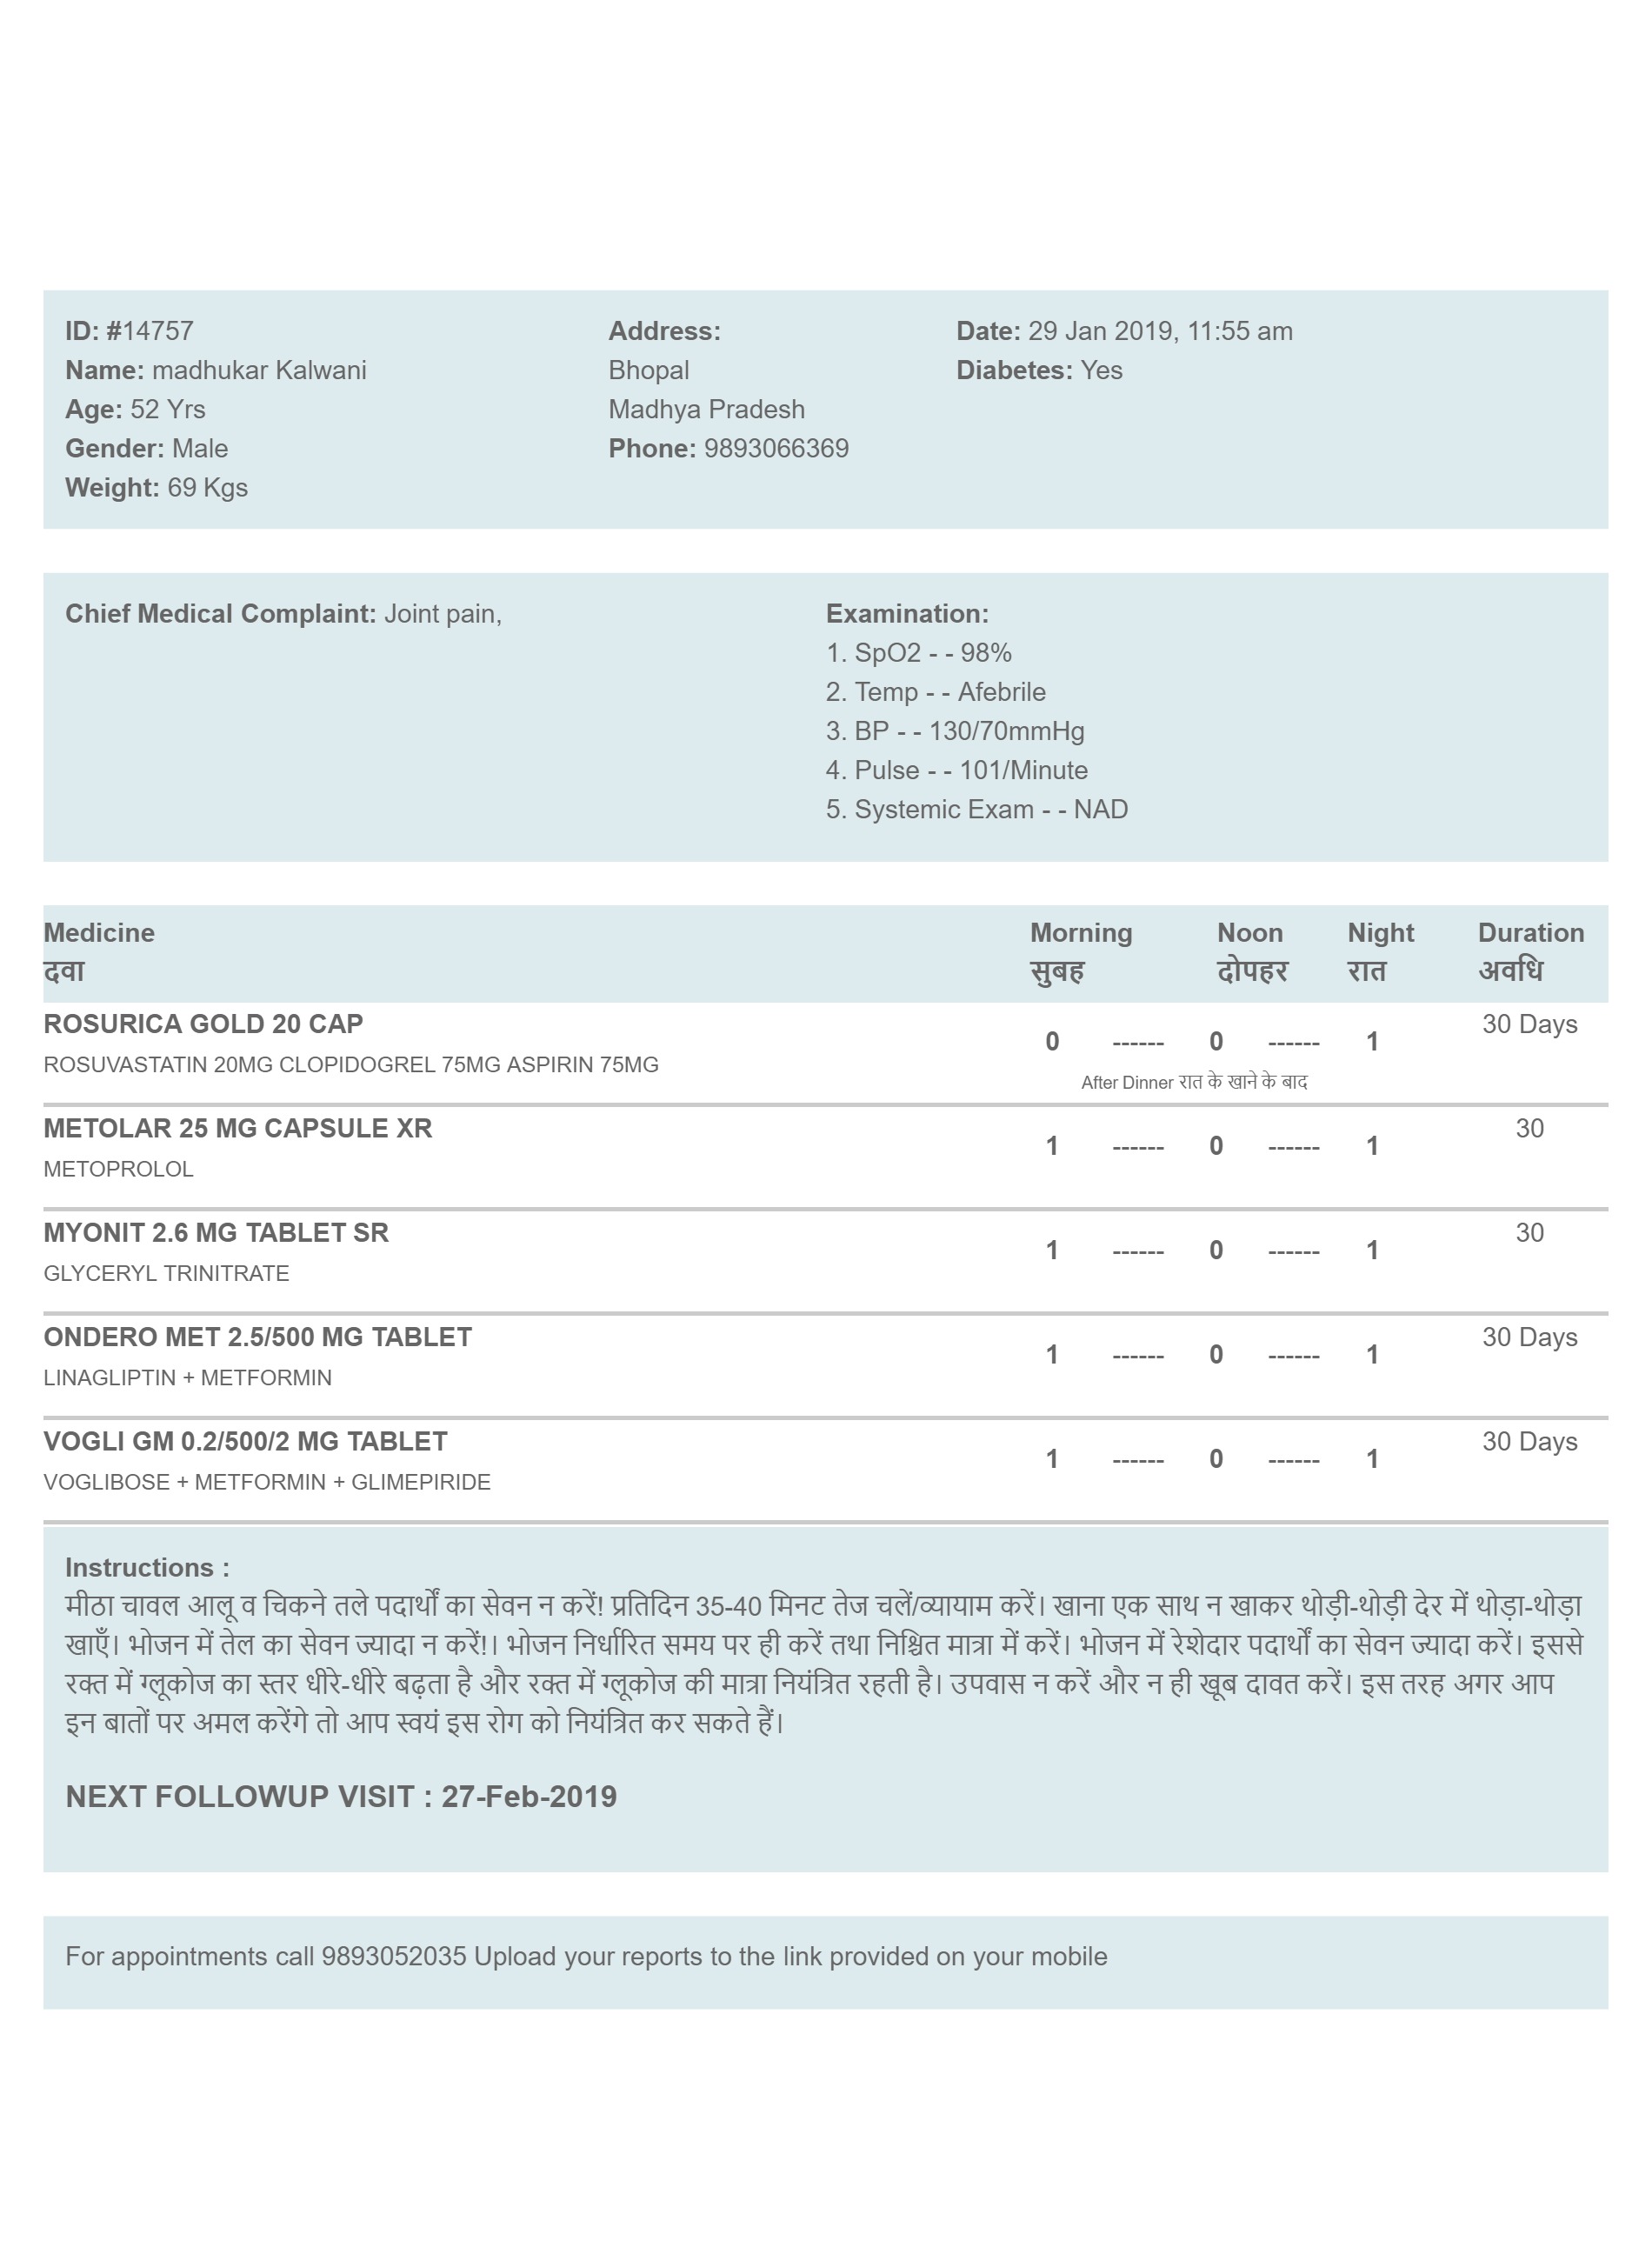 ID: #14757
Name: madhukar Kalwani
Age: 52 Yrs
Gender: Male
Weight: 69 Kgs
Address:
Bhopal
Madhya Pradesh
Phone: 9893066369
Date: 29 Jan 2019, 11:55 am
Diabetes: Yes
Chief Medical Complaint: Joint pain,
Examination:
1. SpO2 - - 98%
2. Temp - - Afebrile
3. BP - - 130/70mmHg
4. Pulse - - 101/Minute
5. Systemic Exam - - NAD
Medicine Morning Noon Night Duration
दवा सुबह दोपहर रात अवधि
ROSURICA GOLD 20 CAP 30 Days
0 ------ 0 ------ 1
ROSUVASTATIN 20MG CLOPIDOGREL 75MG ASPIRIN 75MG
After Dinner रात के खाने के बाद
METOLAR 25 MG CAPSULE XR 30
1 ------ 0 ------ 1
METOPROLOL
MYONIT 2.6 MG TABLET SR 30
1 ------ 0 ------ 1
GLYCERYL TRINITRATE
ONDERO MET 2.5/500 MG TABLET 30 Days
1 ------ 0 ------ 1
LINAGLIPTIN + METFORMIN
VOGLI GM 0.2/500/2 MG TABLET 30 Days
1 ------ 0 ------ 1
VOGLIBOSE + METFORMIN + GLIMEPIRIDE
Instructions :
मीठा चावल आलू व चिकने तले पदार्थों का सेवन न करें! प्रतिदिन 35-40 मिनट तेज चलें/व्यायाम करें। खाना एक साथ न खाकर थोड़ी-थोड़ी देर में थोड़ा-थोड़ा
खाएँ। भोजन में तेल का सेवन ज्यादा न करें!। भोजन निर्धारित समय पर ही करें तथा निश्चित मात्रा में करें। भोजन में रेशेदार पदार्थों का सेवन ज्यादा करें। इससे
रक्त में ग्लूकोज का स्तर धीरे-धीरे बढ़ता है और रक्त में ग्लूकोज की मात्रा नियंत्रित रहती है। उपवास न करें और न ही खूब दावत करें। इस तरह अगर आप
इन बातों पर अमल करेंगे तो आप स्वयं इस रोग को नियंत्रित कर सकते हैं।
NEXT FOLLOWUP VISIT : 27-Feb-2019
For appointments call 9893052035 Upload your reports to the link provided on your mobile